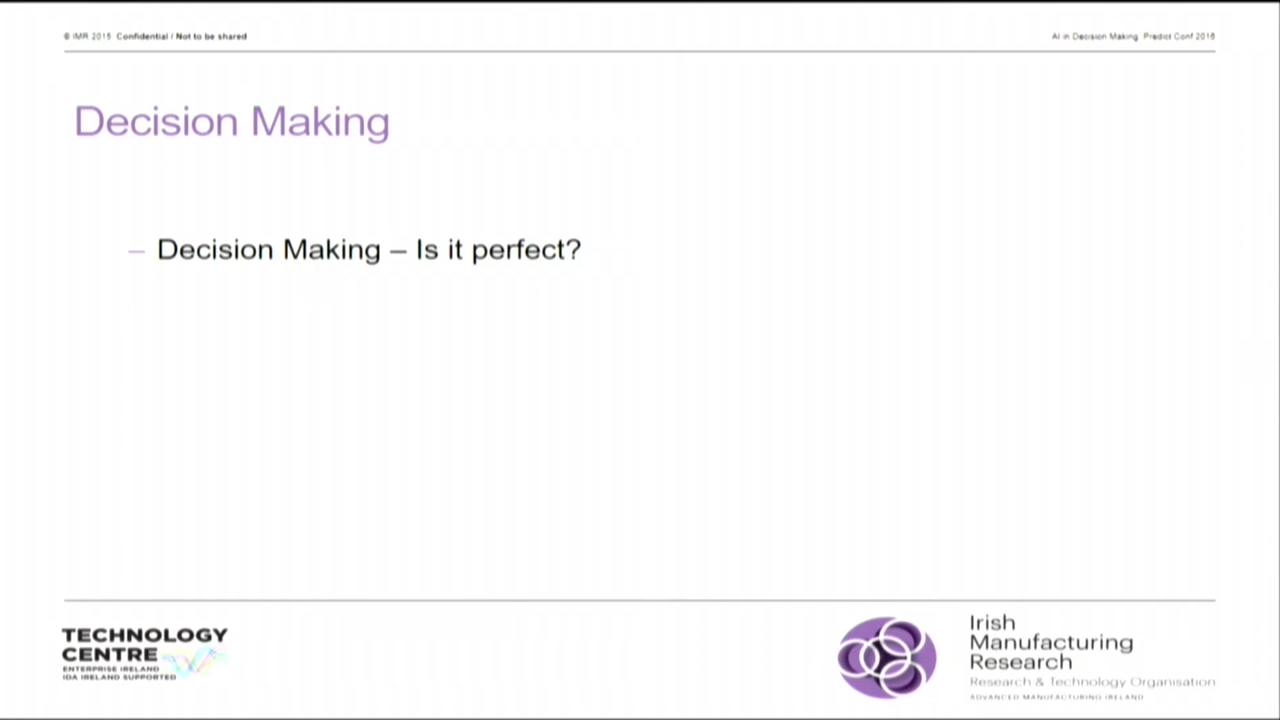 © IMR 2016 Confidential / Not to be shared
AI in Decision Making Predict Conf 2016
Decision Making
– Decision Making – Is it perfect?
TECHNOLOGY
CENTRE
ENTERPRISE IRELAND
IDA IRELAND SUPPORTED
Irish
Manufacturing
Research
Research & Technology Organisation
ADVANCED MANUFACTURING IRELAND